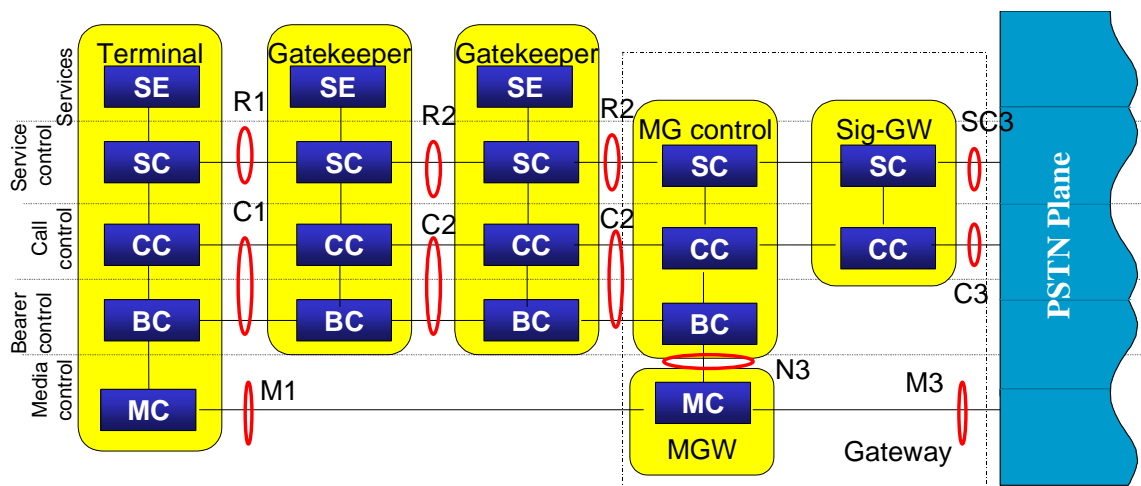 Services
Service
control
Call
control
Bearer
control
Media
control
Terminal
SE
SC
CC
BC
MC
R1
C1
M1
Gatekeeper
SE
SC
CC
BC
R2
C2
Gatekeeper
SE
SC
CC
BC
R2
C2
MG control
SC
CC
BC
N3
MC
MGW
Sig-GW
SC
CC
SC3
C3
M3
Gateway
PSTN Plane